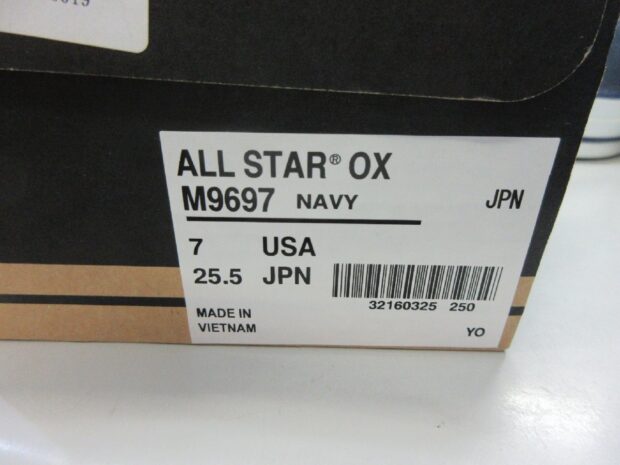 ALL STAR® OX
M9697 NAVY JPN
7 USA
25.5 JPN
32160325 250
MADE IN
VIETNAM
YO